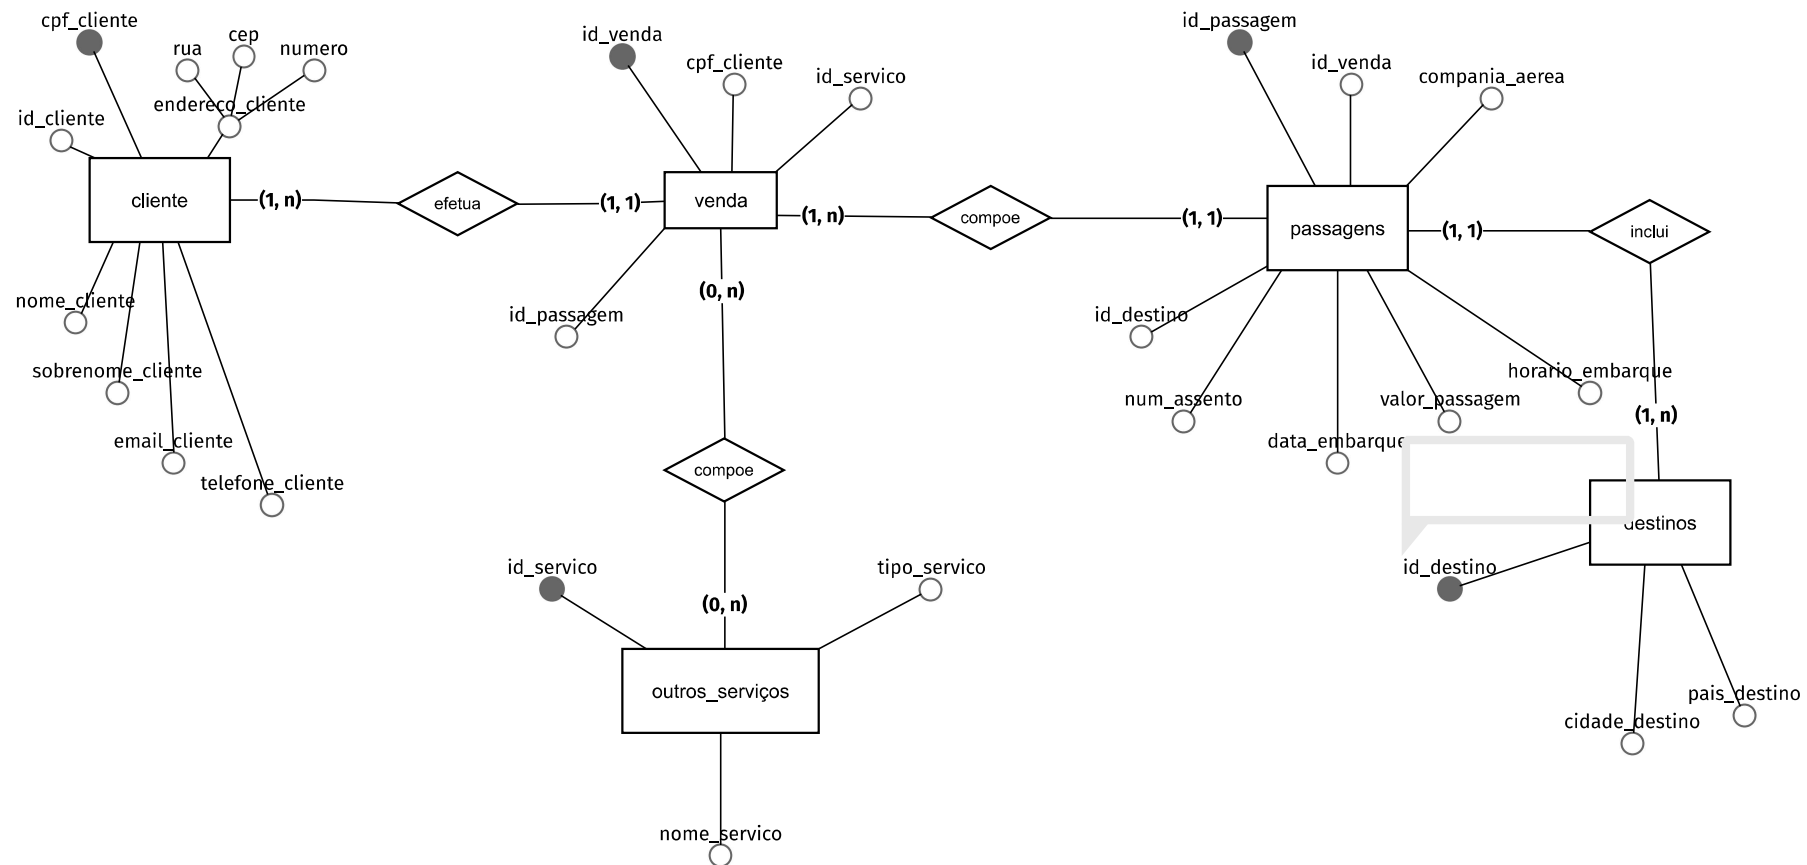 cpf_cliente
rua
cep
numero
endereco_cliente
id_cliente
cliente
(1, n)
efetua
(1, 1)
nome_cliente
sobrenome_cliente
email_cliente
telefone_cliente
id_venda
cpf_cliente
id_servico
venda
(1, n)
compoe
(1, 1)
id_passagem
(0, n)
compoe
(0, n)
id_servico
tipo_servico
outros_serviços
nome_servico
id_passagem
id_venda
compania_aerea
passagens
(1, 1)
inclui
(1, n)
id_destino
num_assento
data_embarque
valor_passagem
horario_embarque
destinos
id_destino
cidade_destino
pais_destino